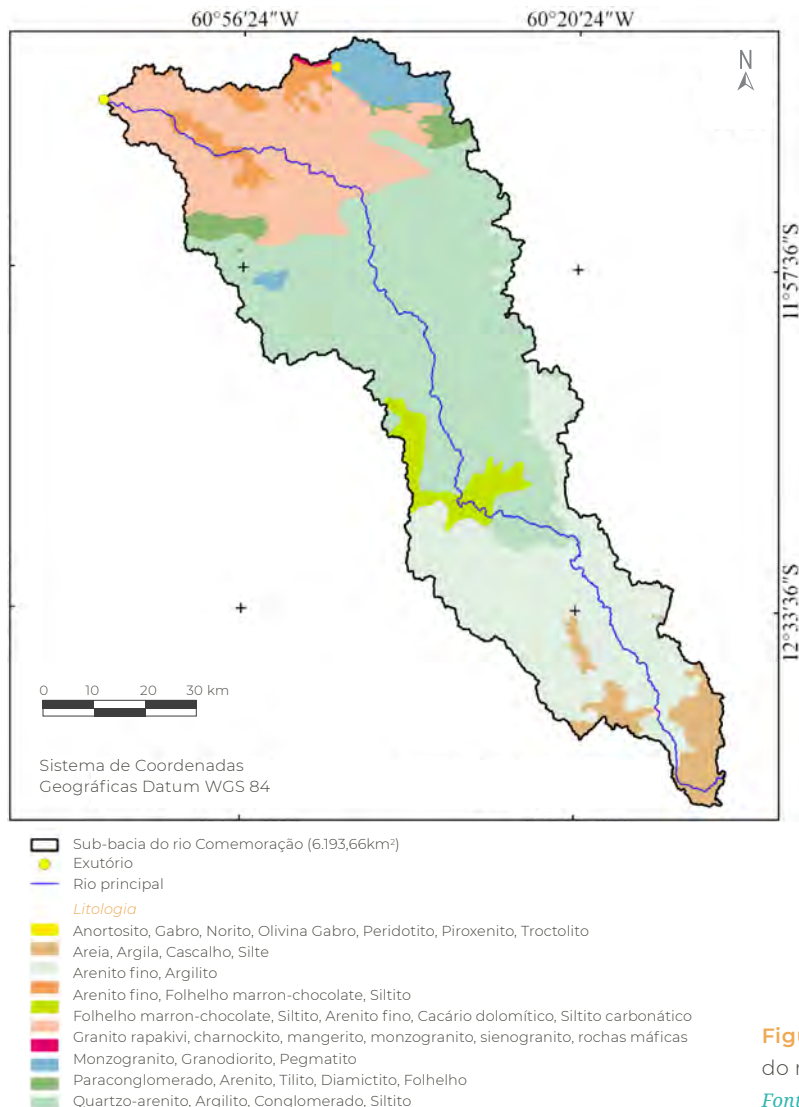 60°56'24"W 60°20'24"W
N
11°57'36"S
12°33'36"S
0 10 20 30 km
Sistema de Coordenadas
Geográficas Datum WGS 84
Sub-bacia do rio Comemoração (6.193,66km²)
Exutório
Rio principal
Litologia
Anortosito, Gabro, Norito, Olivina Gabro, Peridotito, Piroxenito, Troctolito
Areia, Argila, Cascalho, Silte
Arenito fino, Argilito
Arenito fino, Folhelho marron-chocolate, Siltito
Folhelho marron-chocolate, Siltito, Arenito fino, Cacário dolomítico, Siltito carbonático
Granito rapakivi, charnockito, mangerito, monzogranito, sienogranito, rochas máficas
Monzogranito, Granodiorito, Pegmatito
Paraconglomerado, Arenito, Tilito, Diamictito, Folhelho
Quartzo-arenito, Argilito, Conglomerado, Siltito
Figu
do
Font